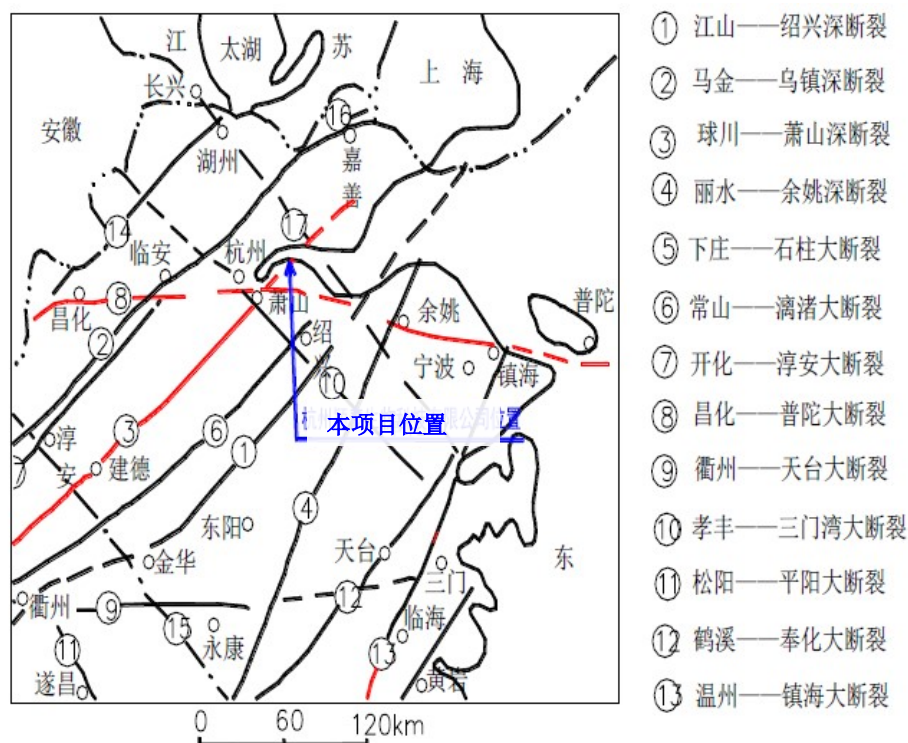 江
苏
太湖
上 海
长兴
安徽
湖州
16
嘉
善
14
临安
杭州
17
昌化
8
萧山
2
绍
余姚
普陀
宁波
镇海
10
本项目位置
6
1
3
淳
安
7
建德
4
东阳
金华
天台
三门
东
衢州
9
12
15
永康
临海
11
13
遂昌
黄岩
0 60 120km
① 江山——绍兴深断裂
② 马金——乌镇深断裂
③ 球川——萧山深断裂
④ 丽水——余姚深断裂
⑤ 下庄——石柱大断裂
⑥ 常山——漓渚大断裂
⑦ 开化——淳安大断裂
⑧ 昌化——普陀大断裂
⑨ 衢州——天台大断裂
⑩ 孝丰——三门湾大断裂
⑪ 松阳——平阳大断裂
⑫ 鹤溪——奉化大断裂
⑬ 温州——镇海大断裂